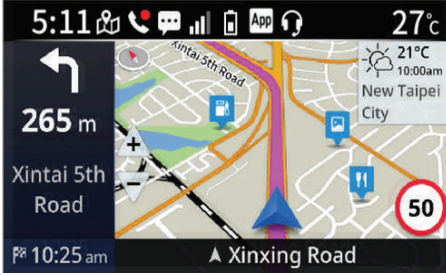 5:11 App 27°c
Xintai 5th Road
21°C
10:00am
New Taipei
City
265 m
+
Xintai 5th
Road
−
50
10:25 am
Xinxing Road